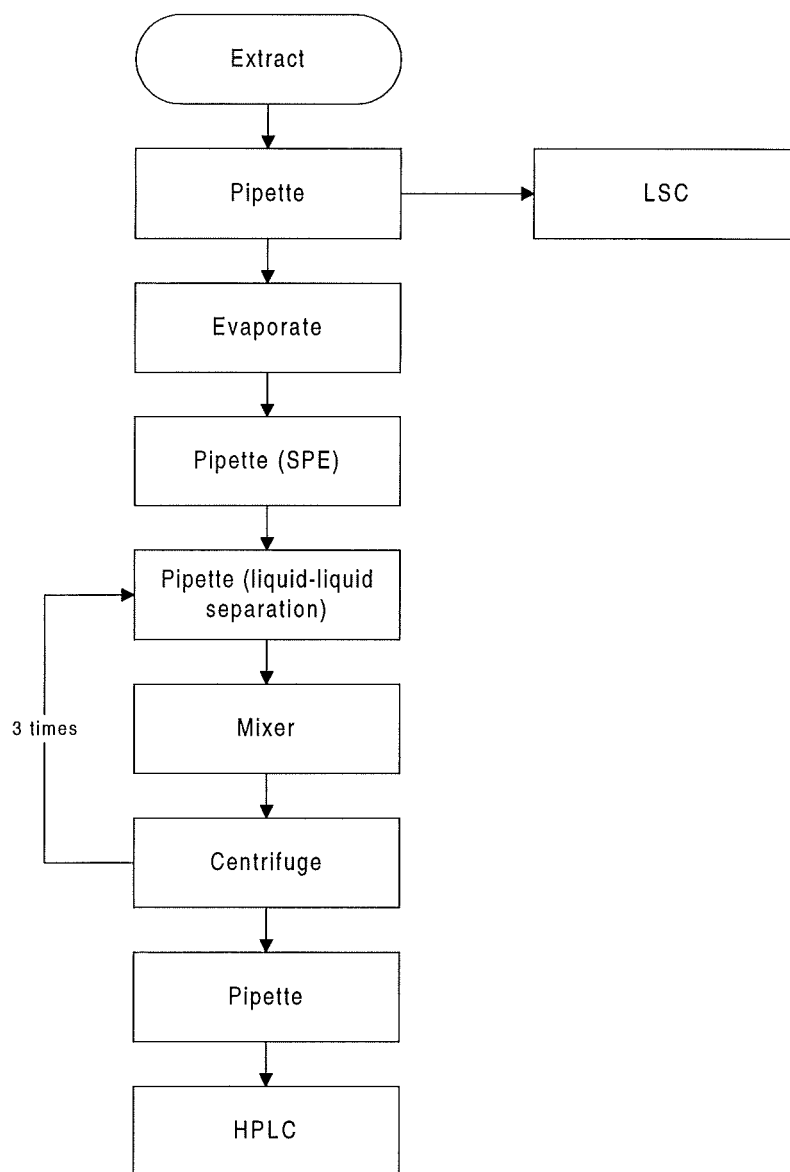 Extract
Pipette
LSC
Evaporate
Pipette (SPE)
Pipette (liquid-liquid
separation)
Mixer
3 times
Centrifuge
Pipette
HPLC